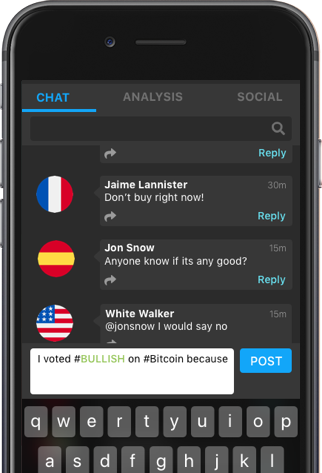 CHAT ANALYSIS SOCIAL
Reply
Jaime Lannister 30m
Don't buy right now!
Reply
Jon Snow 15m
Anyone know if its any good?
Reply
White Walker 15m
@jonsnow I would say no
I voted #BULLISH on #Bitcoin because
POST
q w e r t y u i o p
a s d f g h j k l